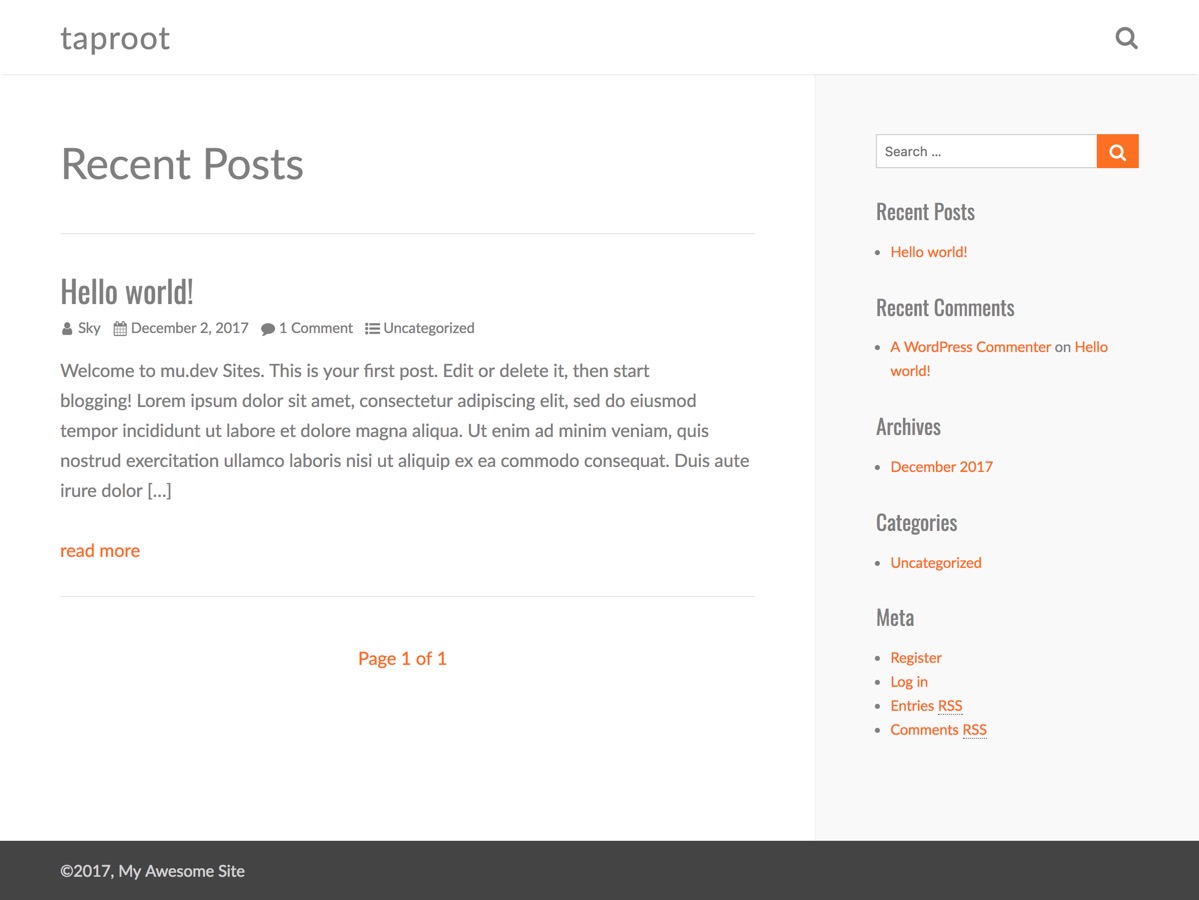 taproot
Recent Posts
Hello world!
Sky December 2, 2017 1 Comment Uncategorized
Welcome to mu.dev Sites. This is your first post. Edit or delete it, then start
blogging! Lorem ipsum dolor sit amet, consectetur adipiscing elit, sed do eiusmod
tempor incididunt ut labore et dolore magna aliqua. Ut enim ad minim veniam, quis
nostrud exercitation ullamco laboris nisi ut aliquip ex ea commodo consequat. Duis aute
irure dolor […]
read more
Page 1 of 1
Search ...
Recent Posts
Hello world!
Recent Comments
A WordPress Commenter on Hello
world!
Archives
December 2017
Categories
Uncategorized
Meta
Register
Log in
Entries RSS
Comments RSS
©2017, My Awesome Site